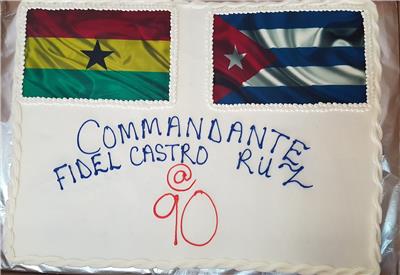 COMMANDANTE
FIDEL CASTRO RUZ
@
90